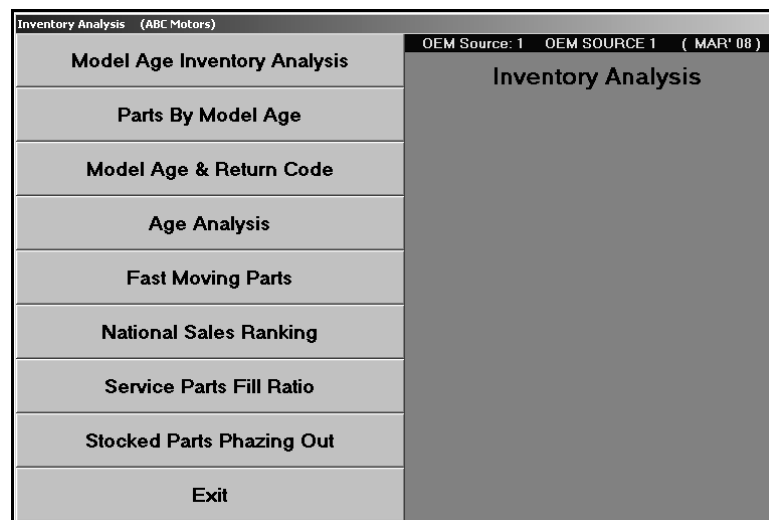 Inventory Analysis (ABC Motors)
OEM Source: 1 OEM SOURCE 1 ( MAR' 08 )
Inventory Analysis
Model Age Inventory Analysis
Parts By Model Age
Model Age & Return Code
Age Analysis
Fast Moving Parts
National Sales Ranking
Service Parts Fill Ratio
Stocked Parts Phazing Out
Exit